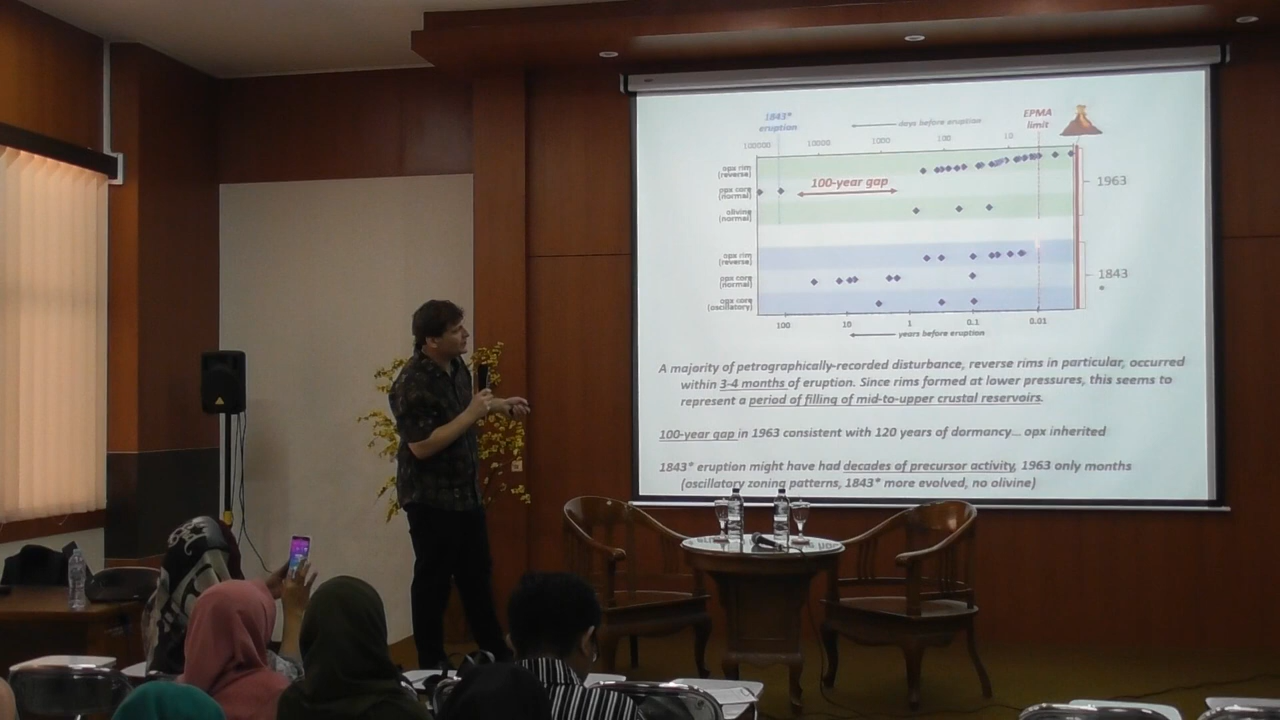 1843*
eruption
days before eruption
EPMA
limit
100000
10000
1000
100
10
opx rim
(reverse)
opx core
(normal)
100-year gap
olivine
(normal)
1963
opx rim
(reverse)
opx core
(normal)
opx core
(oscillatory)
1843
*
100
10
1
0.1
0.01
years before eruption
A majority of petrographically-recorded disturbance, reverse rims in particular, occurred
within 3-4 months of eruption. Since rims formed at lower pressures, this seems to
represent a period of filling of mid-to-upper crustal reservoirs.
100-year gap in 1963 consistent with 120 years of dormancy... opx inherited
1843* eruption might have had decades of precursor activity, 1963 only months
(oscillatory zoning patterns, 1843* more evolved, no olivine)